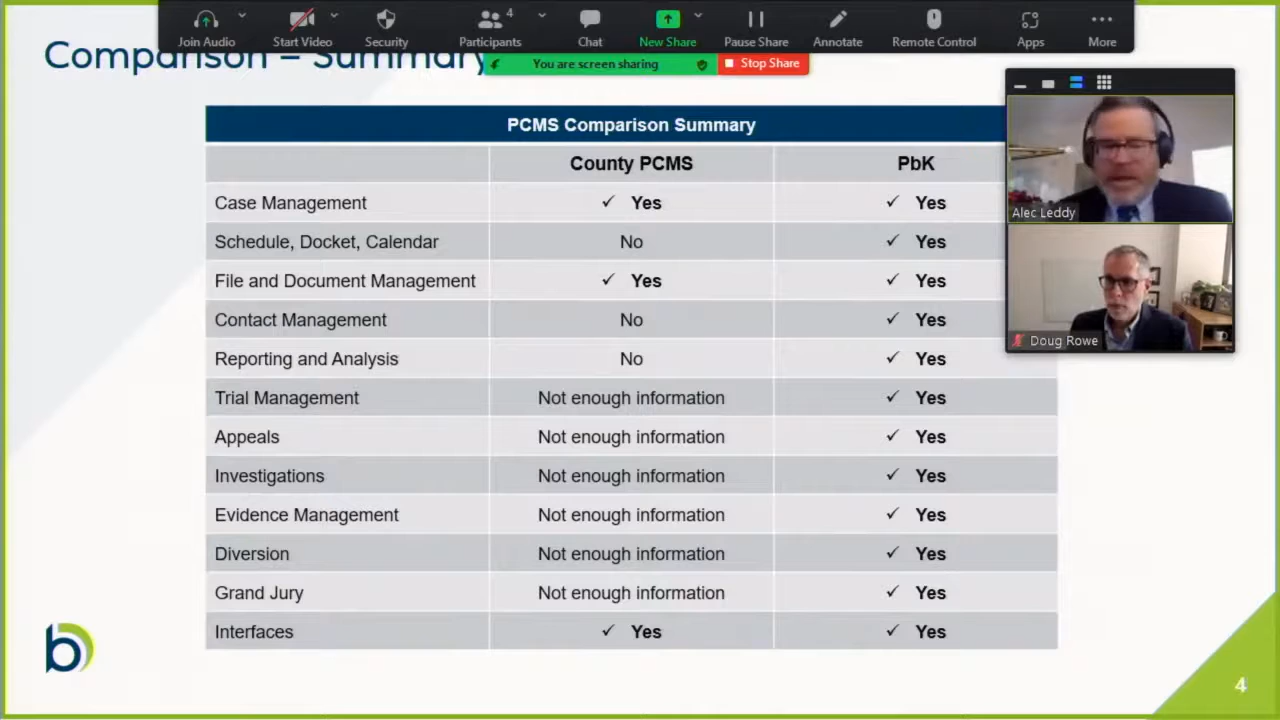 4
Join Audio Start Video Security Participants Chat New Share Pause Share Annotate Remote Control Apps More
Comparison – Summary
You are screen sharing Stop Share
PCMS Comparison Summary
County PCMS PbK
Case Management ✓ Yes ✓ Yes
Alec Leddy
Schedule, Docket, Calendar No ✓ Yes
File and Document Management ✓ Yes ✓ Yes
Contact Management No ✓ Yes
Doug Rowe
Reporting and Analysis No ✓ Yes
Trial Management Not enough information ✓ Yes
Appeals Not enough information ✓ Yes
Investigations Not enough information ✓ Yes
Evidence Management Not enough information ✓ Yes
Diversion Not enough information ✓ Yes
Grand Jury Not enough information ✓ Yes
Interfaces ✓ Yes ✓ Yes
b
4